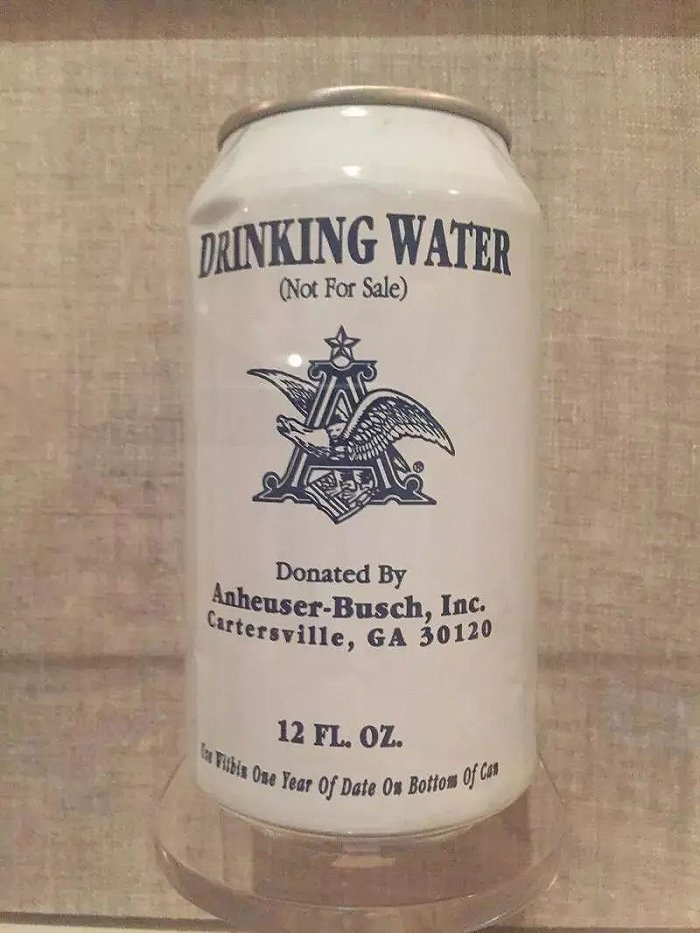 DRINKING WATER
(Not For Sale)
®
Donated By
Anheuser-Busch, Inc.
Cartersville, GA 30120
12 FL. OZ.
Use Within One Year Of Date On Bottom Of Can